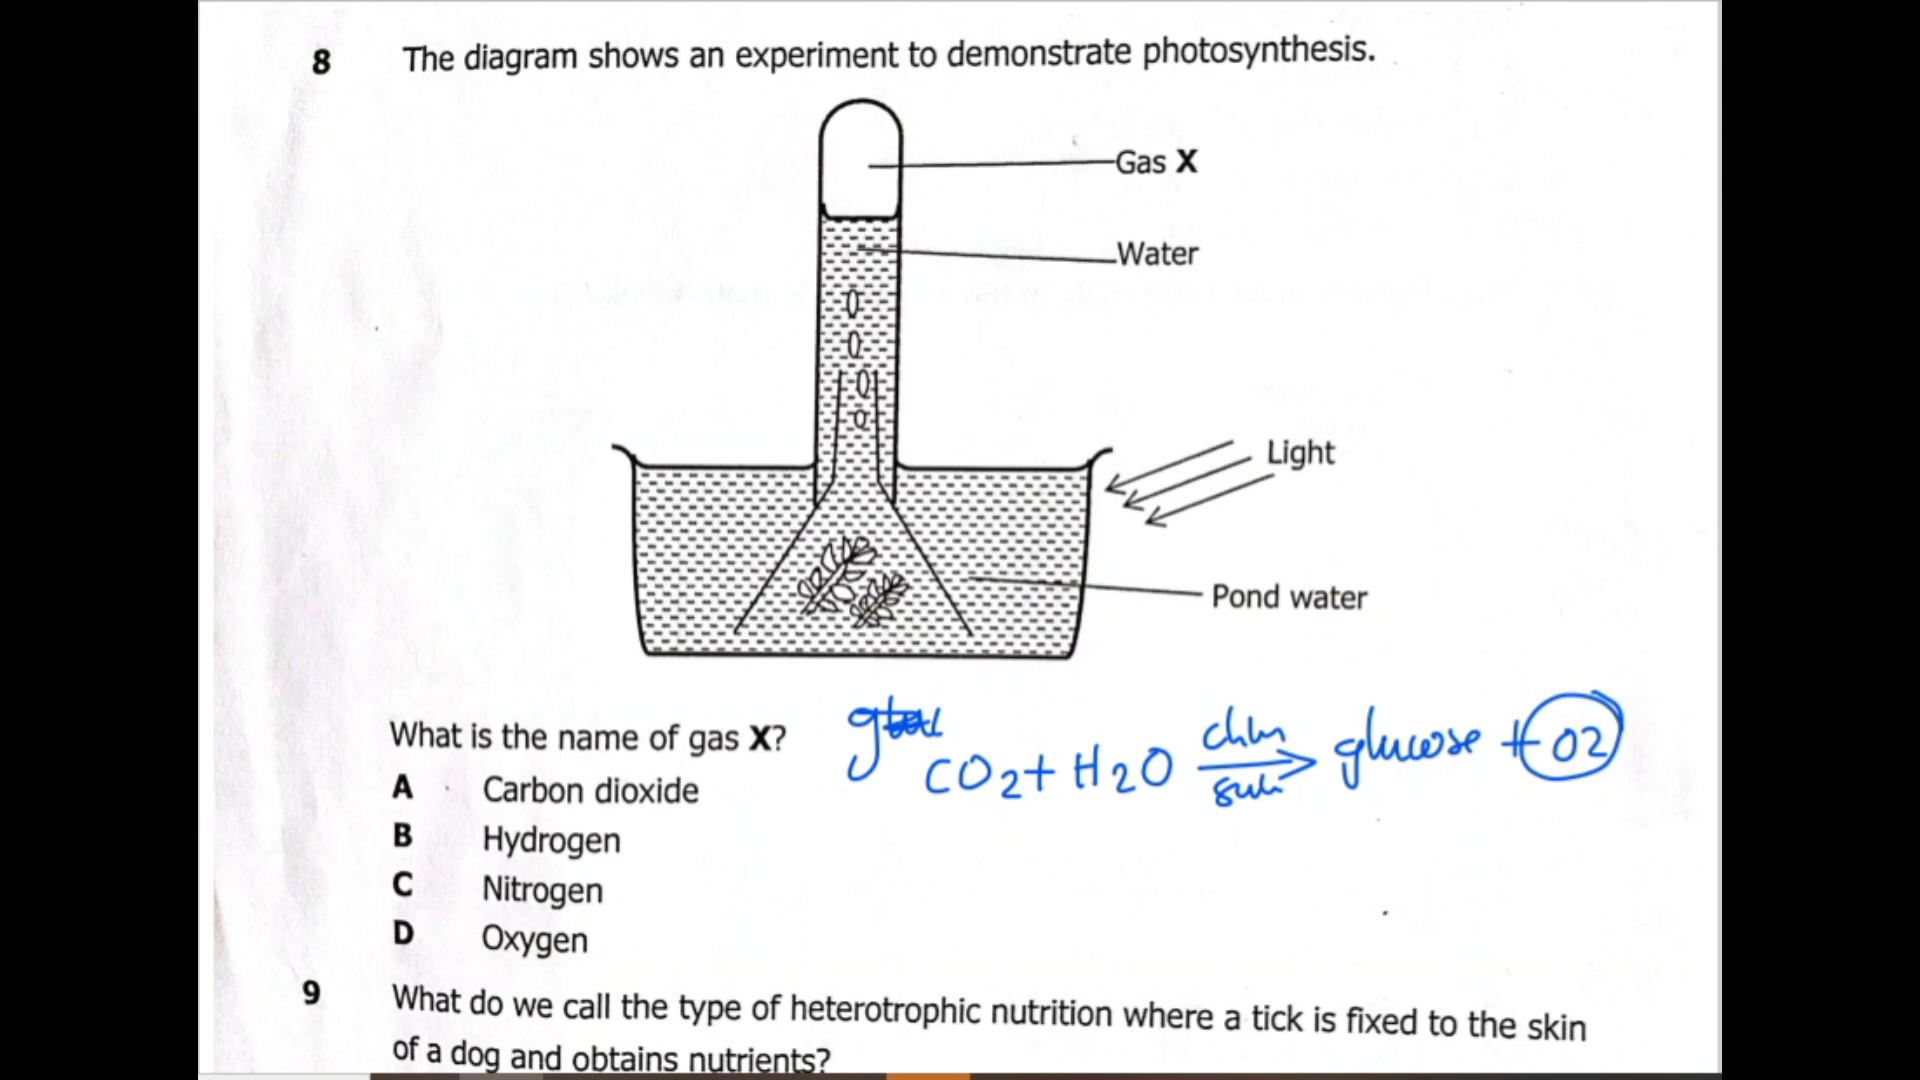 8 The diagram shows an experiment to demonstrate photosynthesis.
Gas X
Water
Light
Pond water
What is the name of gas X?
CO2 + H2O → glucose + O2
A Carbon dioxide
B Hydrogen
C Nitrogen
D Oxygen
9 What do we call the type of heterotrophic nutrition where a tick is fixed to the skin
of a dog and obtains nutrients?